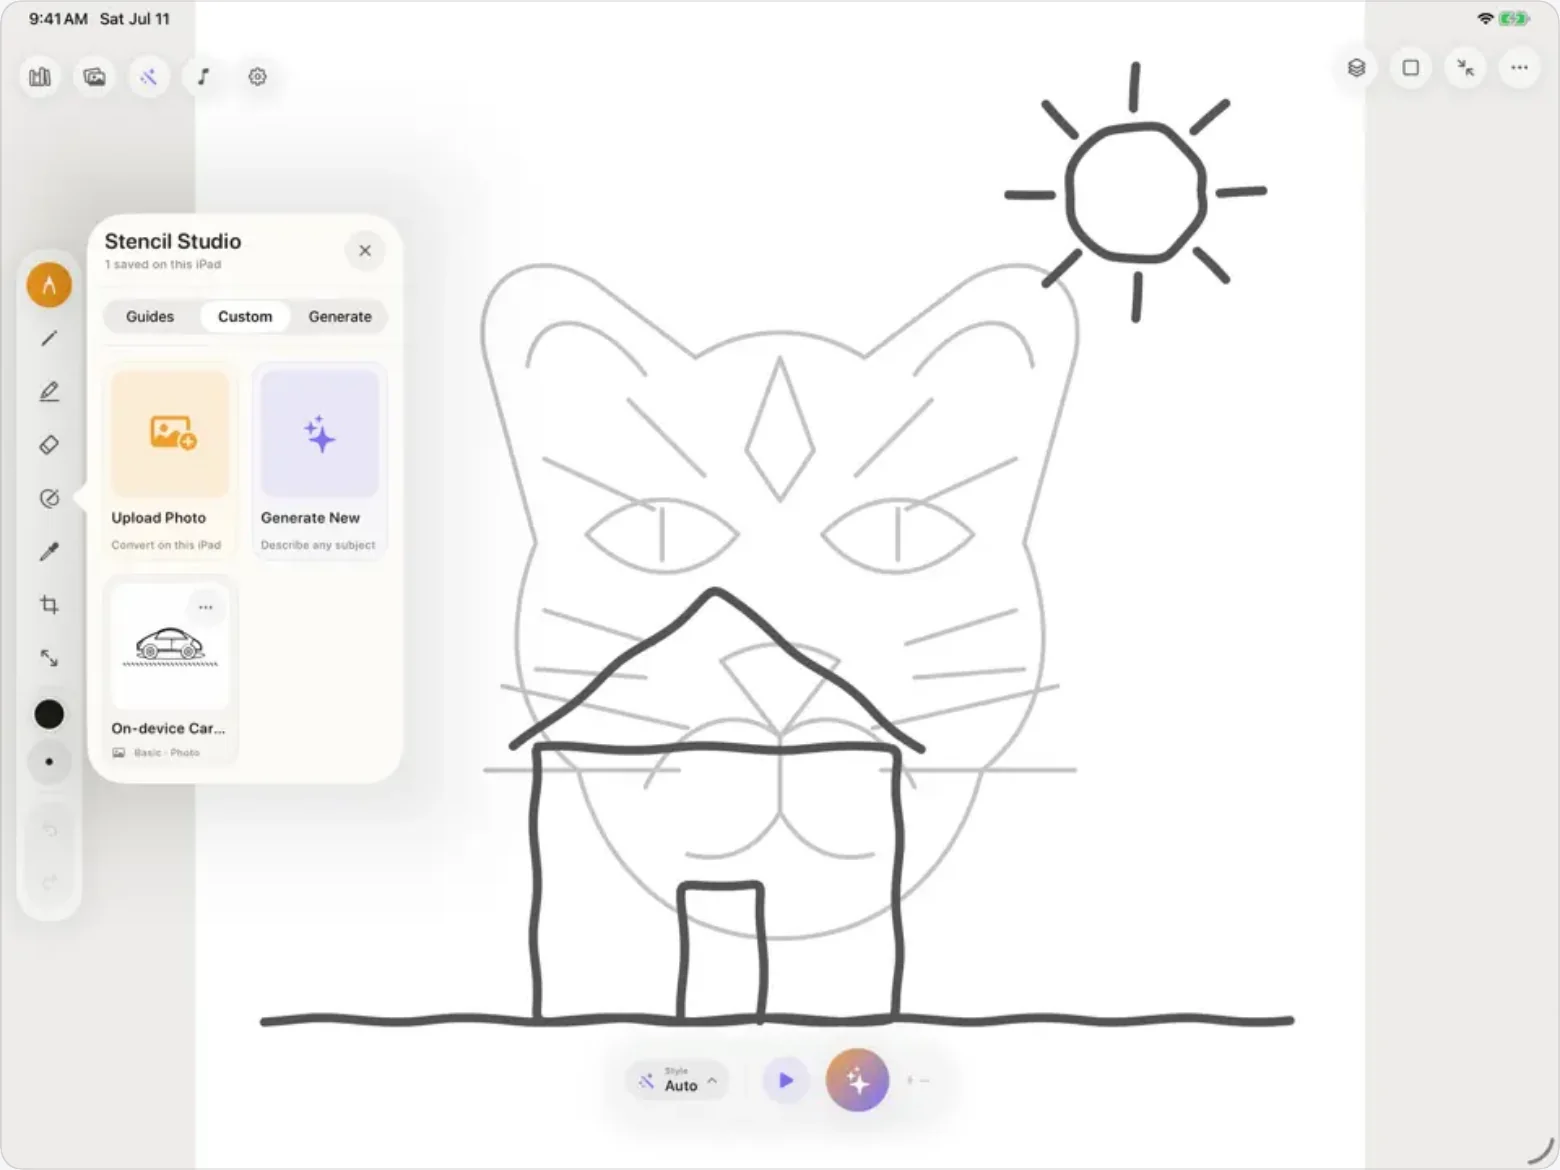 9:41 AM Sat Jul 11
Stencil Studio
1 saved on this iPad
Guides Custom Generate
Upload Photo
Convert on this iPad
Generate New
Describe any subject
On-device Car...
Basic · Photo
Style
Auto